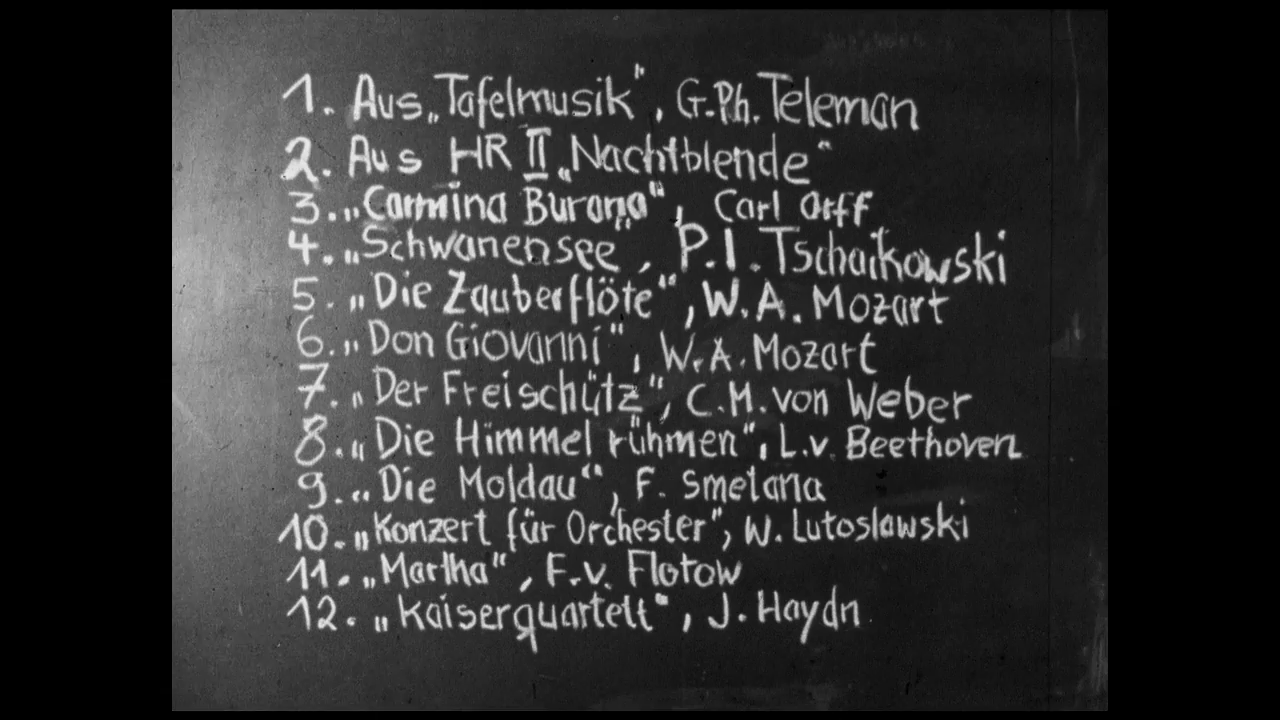 1. Aus „Tafelmusik", G.Ph. Teleman
2. Aus HR II „Nachtblende"
3. „Carmina Burana", Carl Orff
4. „Schwanensee", P.I. Tschaikowski
5. „Die Zauberflöte", W.A. Mozart
6. „Don Giovanni", W.A. Mozart
7. „Der Freischütz", C.M. von Weber
8. „Die Himmel rühmen", L.v. Beethoven
9. „Die Moldau", F. Smetana
10. „Konzert für Orchester", W. Lutoslawski
11. „Martha", F.v. Flotow
12. „Kaiserquartett", J. Haydn